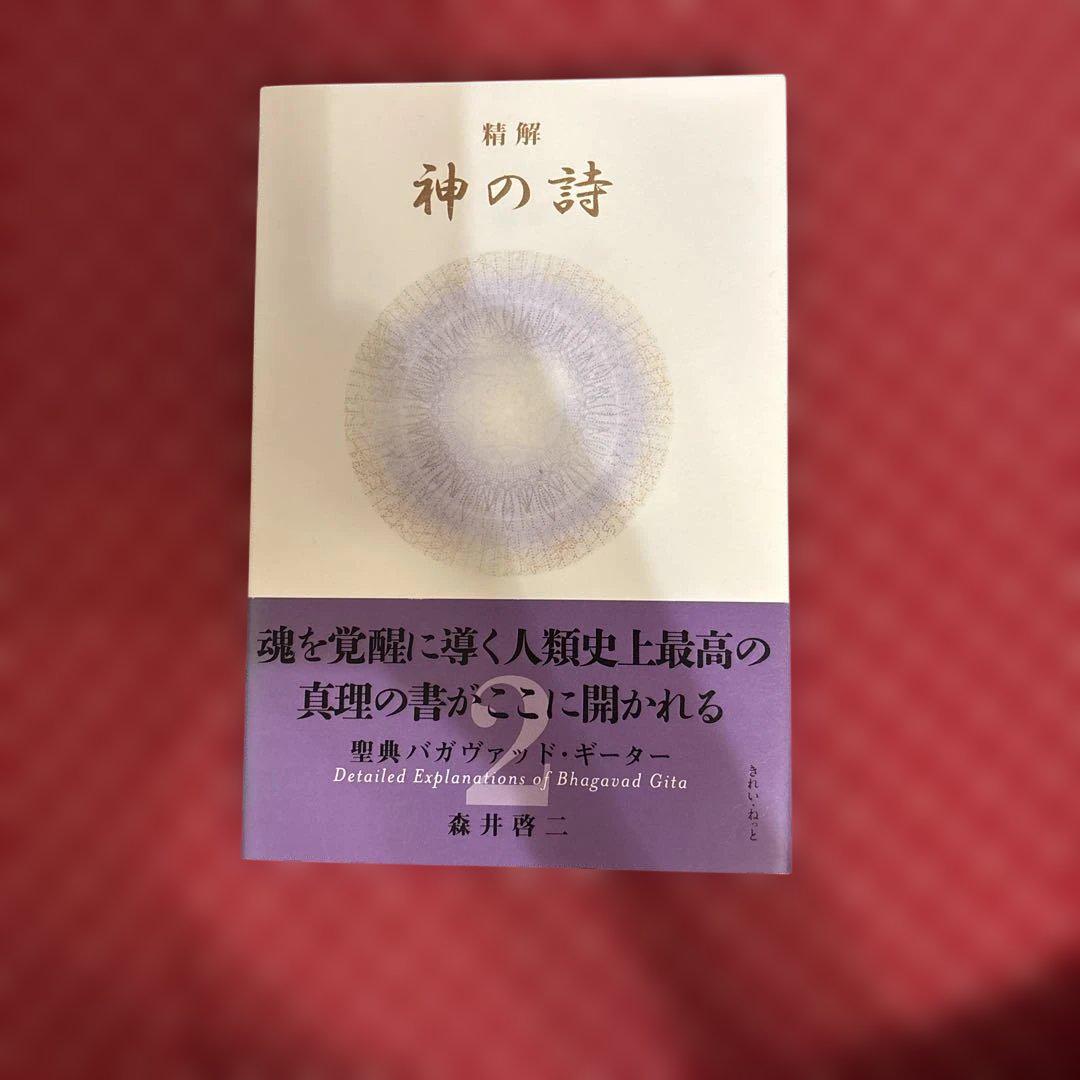 精解
神の詩
魂を覚醒に導く人類史上最高の
真理の書がここに開かれる
2
聖典バガヴァッド・ギーター
Detailed Explanations of Bhagavad Gita
森井啓二
きれい・ねっと